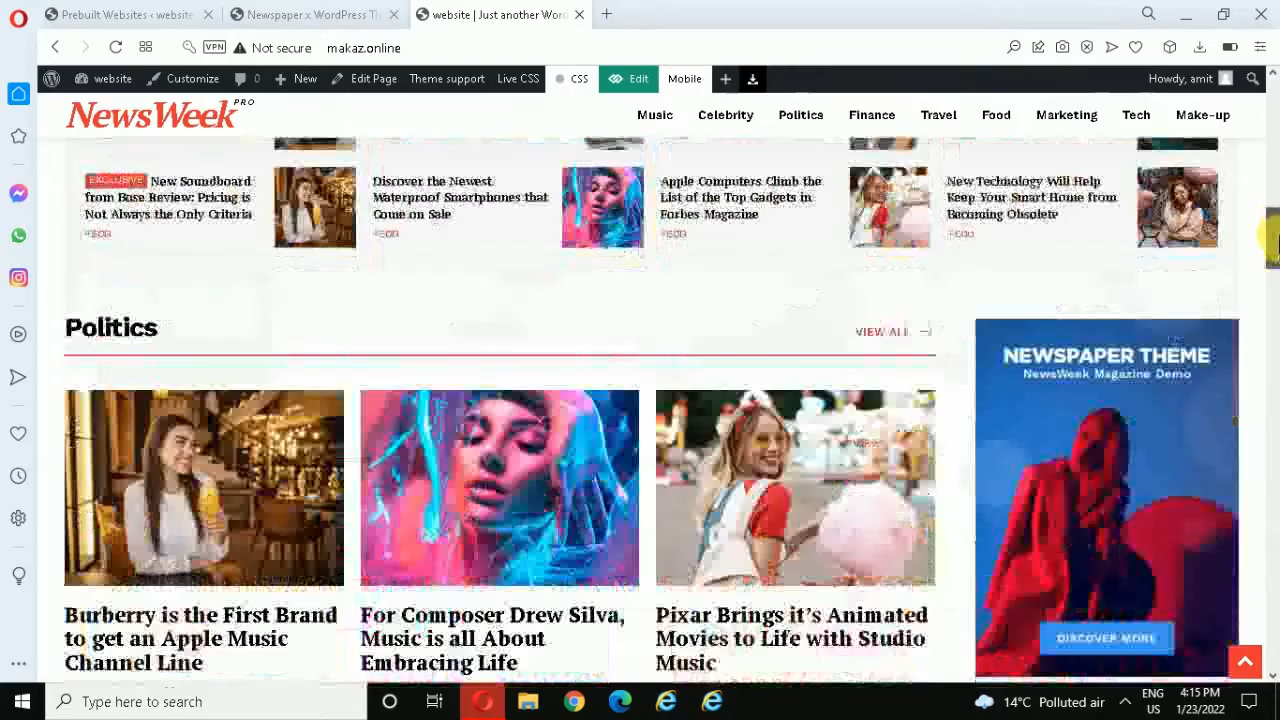 Prebuilt Websites ‹ website
Newspaper x WordPress Th
website | Just another Word
VPN
Not secure
makaz.online
website
Customize
0
New
Edit Page
Theme support
Live CSS
CSS
Edit
Mobile
Howdy, amit
NewsWeek PRO
Music
Celebrity
Politics
Finance
Travel
Food
Marketing
Tech
Make-up
EXCLUSIVE New Soundboard
from Bose Review: Pricing is
Not Always the Only Criteria
Discover the Newest
Waterproof Smartphones that
Come on Sale
Apple Computers Climb the
List of the Top Gadgets in
Forbes Magazine
New Technology Will Help
Keep Your Smart Home from
Becoming Obsolete
Politics
VIEW ALL
NEWSPAPER THEME
NewsWeek Magazine Demo
DISCOVER MORE
Burberry is the First Brand
to get an Apple Music
Channel Line
For Composer Drew Silva,
Music is all About
Embracing Life
Pixar Brings it's Animated
Movies to Life with Studio
Music
Type here to search
14°C Polluted air
ENG
US
4:15 PM
1/23/2022